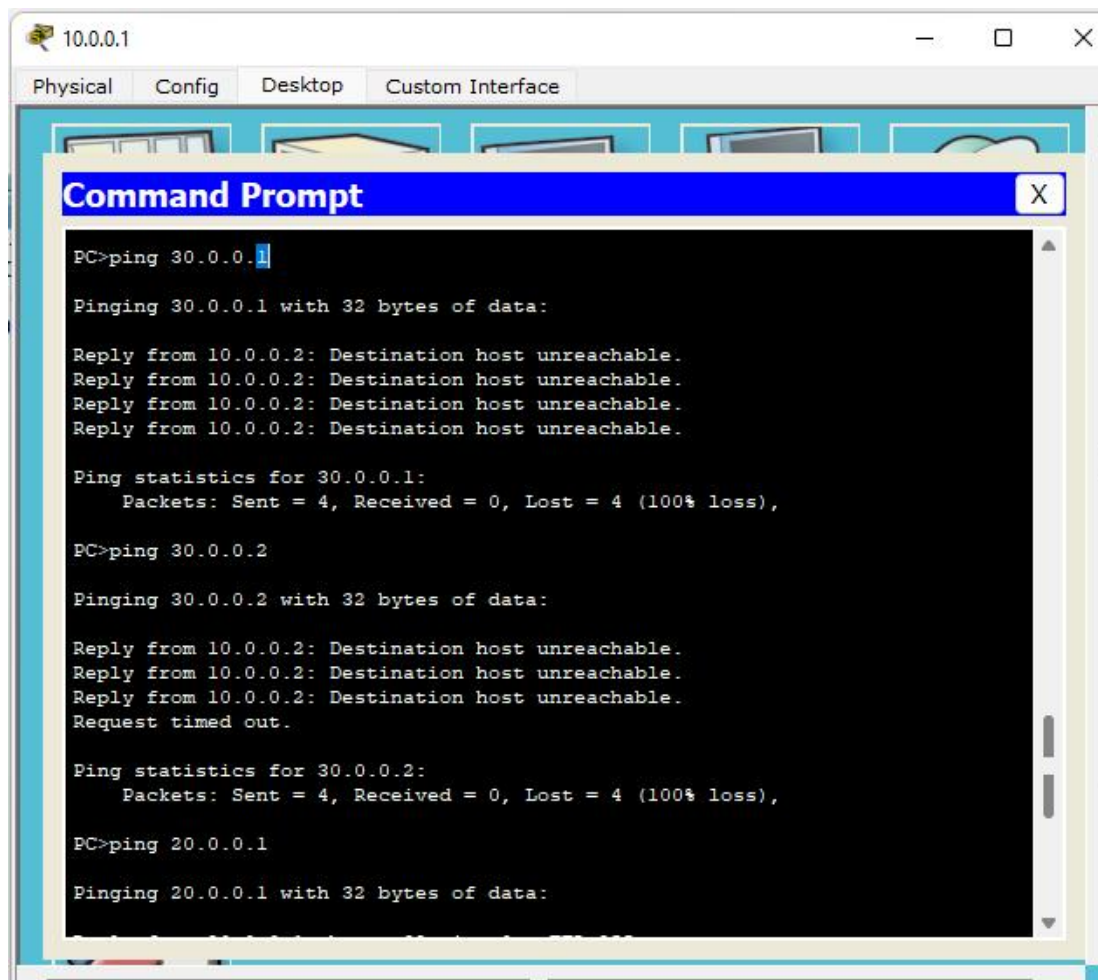 10.0.0.1
Physical Config Desktop Custom Interface
Command Prompt X
PC>ping 30.0.0.1
Pinging 30.0.0.1 with 32 bytes of data:
Reply from 10.0.0.2: Destination host unreachable.
Reply from 10.0.0.2: Destination host unreachable.
Reply from 10.0.0.2: Destination host unreachable.
Reply from 10.0.0.2: Destination host unreachable.
Ping statistics for 30.0.0.1:
Packets: Sent = 4, Received = 0, Lost = 4 (100% loss),
PC>ping 30.0.0.2
Pinging 30.0.0.2 with 32 bytes of data:
Reply from 10.0.0.2: Destination host unreachable.
Reply from 10.0.0.2: Destination host unreachable.
Reply from 10.0.0.2: Destination host unreachable.
Request timed out.
Ping statistics for 30.0.0.2:
Packets: Sent = 4, Received = 0, Lost = 4 (100% loss),
PC>ping 20.0.0.1
Pinging 20.0.0.1 with 32 bytes of data: